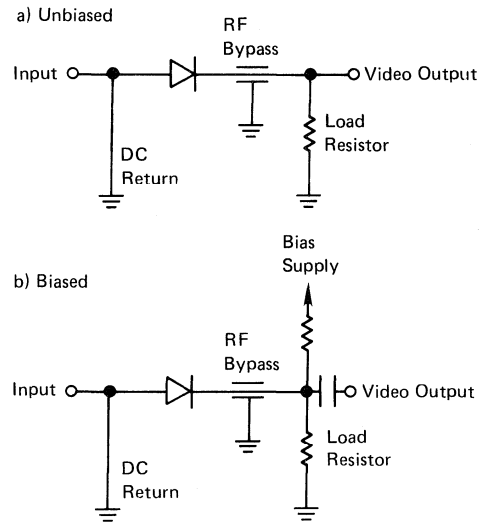 a) Unbiased
RF
Bypass
Input
Video Output
Load
Resistor
DC
Return
Bias
Supply
b) Biased
RF
Bypass
Input
Video Output
Load
Resistor
DC
Return